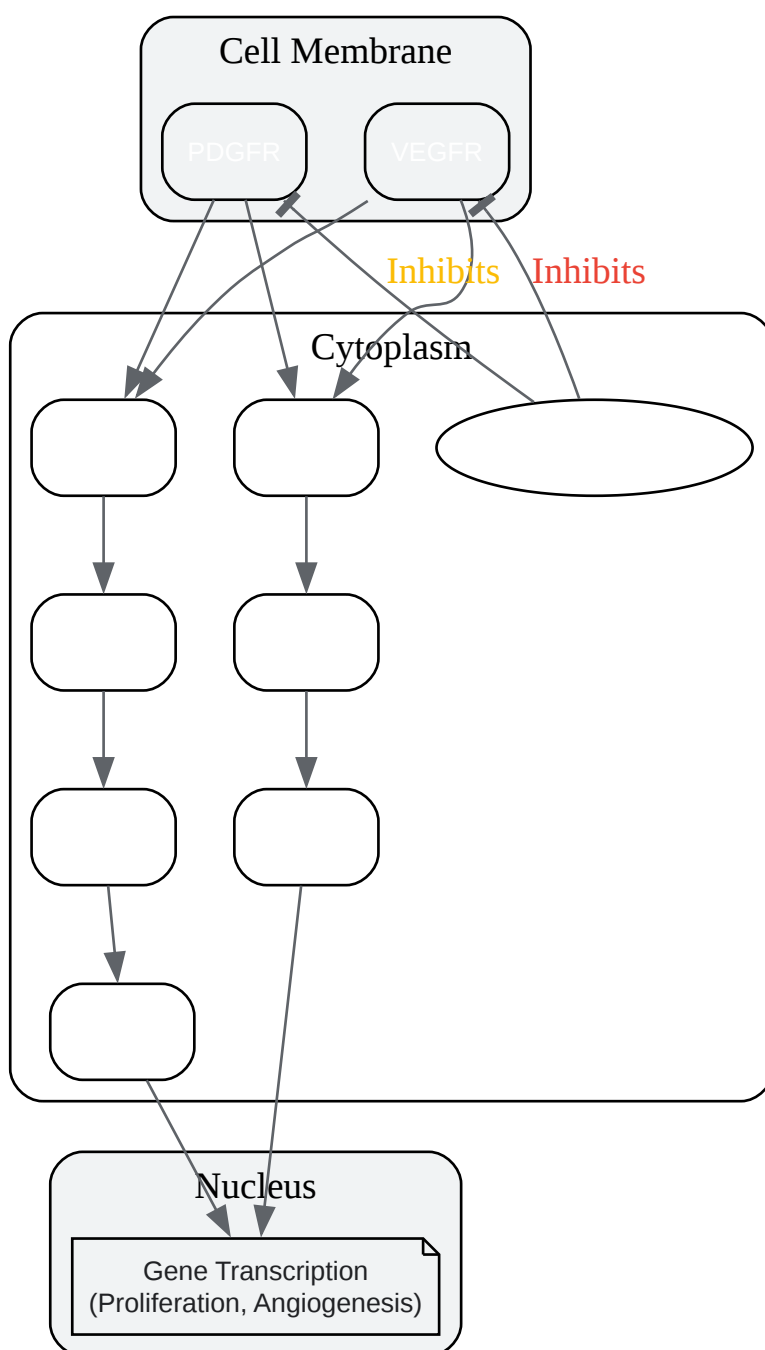 Cell Membrane
PDGFR
VEGFR
Inhibits
Inhibits
Cytoplasm
Nucleus
Gene Transcription
(Proliferation, Angiogenesis)